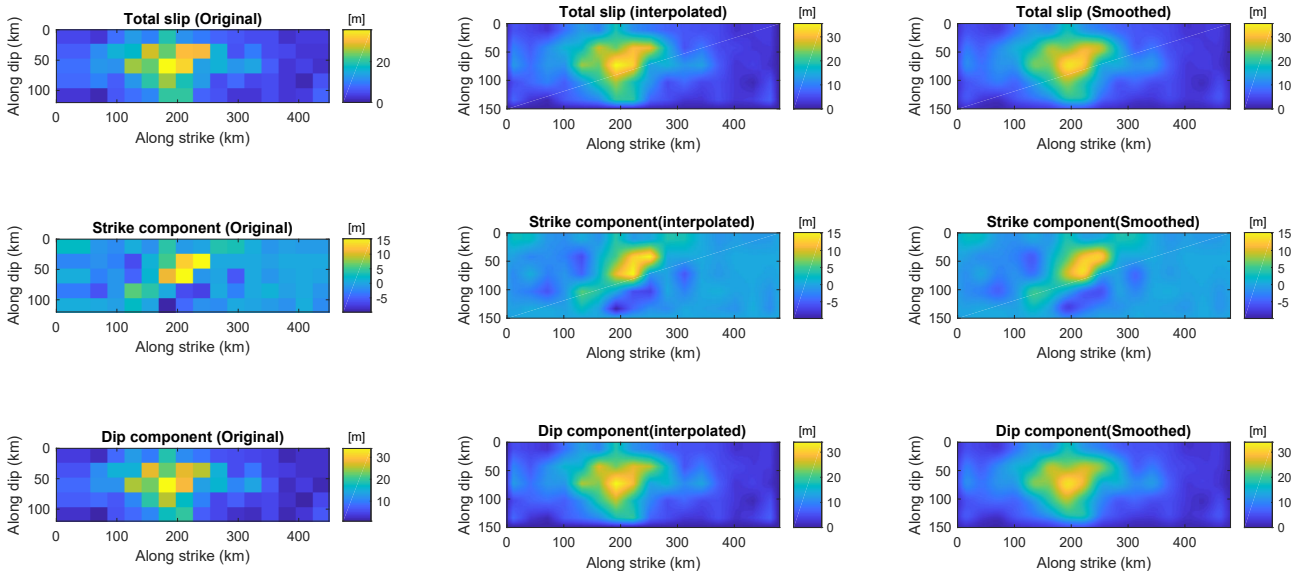 Total slip (Original) [m]
Along dip (km)
0
50
100
0 100 200 300 400
Along strike (km)
20
0
Total slip (interpolated) [m]
Along dip (km)
0
50
100
150
0 100 200 300 400
Along strike (km)
30
20
10
0
Total slip (Smoothed) [m]
Along dip (km)
0
50
100
150
0 100 200 300 400
Along strike (km)
30
20
10
0
Strike component (Original) [m]
Along dip (km)
0
50
100
0 100 200 300 400
Along strike (km)
15
10
5
0
-5
Strike component(interpolated) [m]
Along dip (km)
0
50
100
150
0 100 200 300 400
Along strike (km)
15
10
5
0
-5
Strike component(Smoothed) [m]
Along dip (km)
0
50
100
150
0 100 200 300 400
Along strike (km)
15
10
5
0
-5
Dip component (Original) [m]
Along dip (km)
0
50
100
0 100 200 300 400
Along strike (km)
30
20
10
Dip component(interpolated) [m]
Along dip (km)
0
50
100
150
0 100 200 300 400
Along strike (km)
30
20
10
0
Dip component(Smoothed) [m]
Along dip (km)
0
50
100
150
0 100 200 300 400
Along strike (km)
30
20
10
0